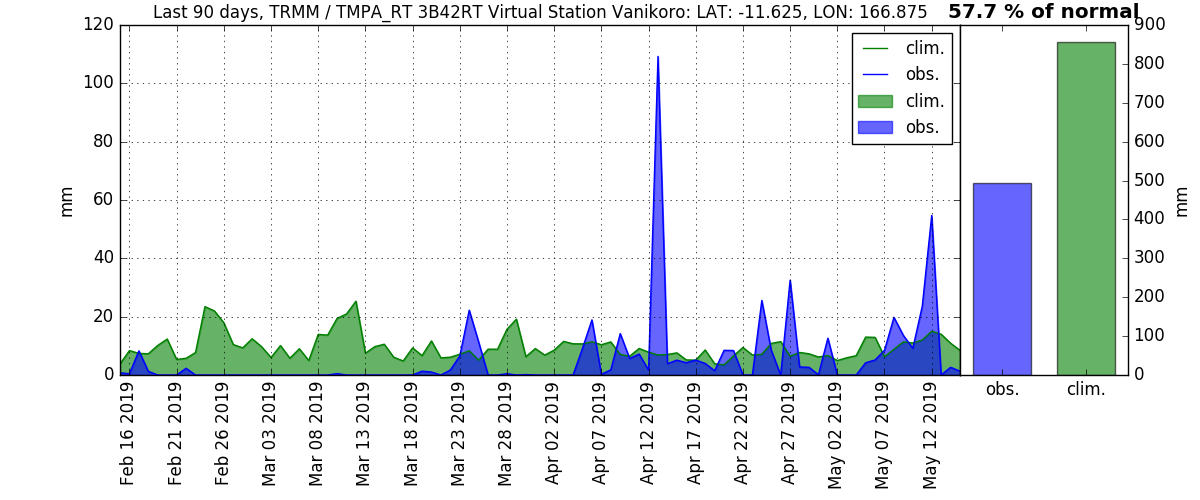 Last 90 days, TRMM / TMPA_RT 3B42RT Virtual Station Vanikoro: LAT: -11.625, LON: 166.875
57.7 % of normal
120
100
80
60
40
20
0
mm
clim.
obs.
clim.
obs.
900
800
700
600
500
400
300
200
100
0
mm
obs.
clim.
Feb 16 2019
Feb 21 2019
Feb 26 2019
Mar 03 2019
Mar 08 2019
Mar 13 2019
Mar 18 2019
Mar 23 2019
Mar 28 2019
Apr 02 2019
Apr 07 2019
Apr 12 2019
Apr 17 2019
Apr 22 2019
Apr 27 2019
May 02 2019
May 07 2019
May 12 2019